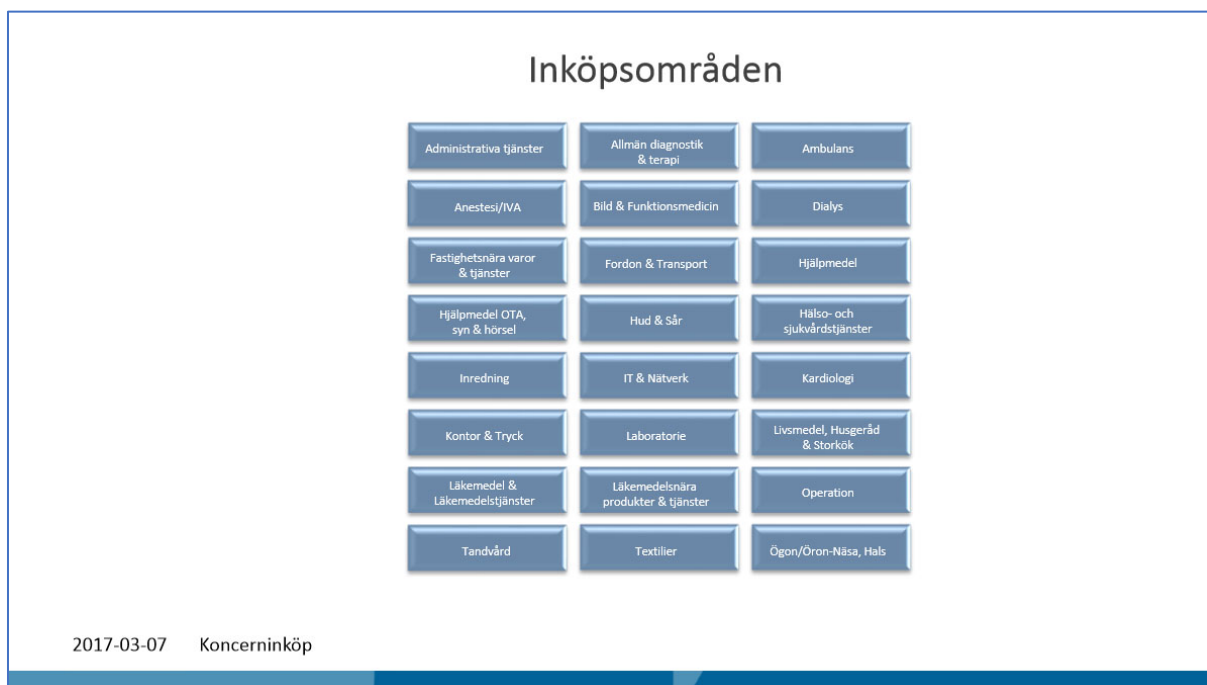 Inköpsområden
Administrativa tjänster
Allmän diagnostik
& terapi
Ambulans
Anestesi/IVA
Bild & Funktionsmedicin
Dialys
Fastighetsnära varor
& tjänster
Fordon & Transport
Hjälpmedel
Hjälpmedel OTA,
syn & hörsel
Hud & Sår
Hälso- och
sjukvårdstjänster
Inredning
IT & Nätverk
Kardiologi
Kontor & Tryck
Laboratorie
Livsmedel, Husgeråd
& Storkök
Läkemedel &
Läkemedelstjänster
Läkemedelsnära
produkter & tjänster
Operation
Tandvård
Textilier
Ögon/Öron-Näsa, Hals
2017-03-07 Koncerninköp